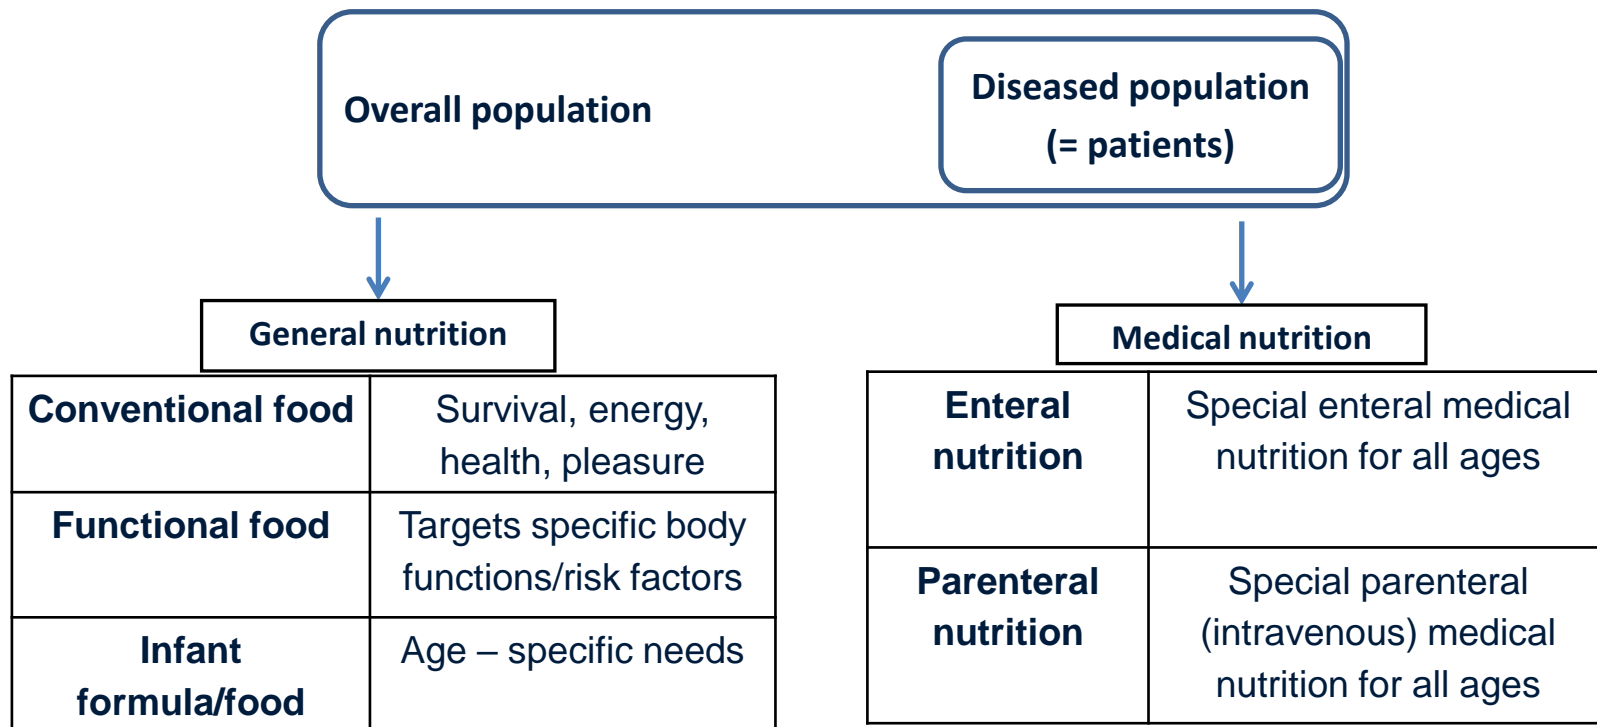 Overall population
Diseased population
(= patients)
General nutrition
Conventional food
Survival, energy,
health, pleasure
Functional food
Targets specific body
functions/risk factors
Infant
formula/food
Age – specific needs
Medical nutrition
Enteral
nutrition
Special enteral medical
nutrition for all ages
Parenteral
nutrition
Special parenteral
(intravenous) medical
nutrition for all ages